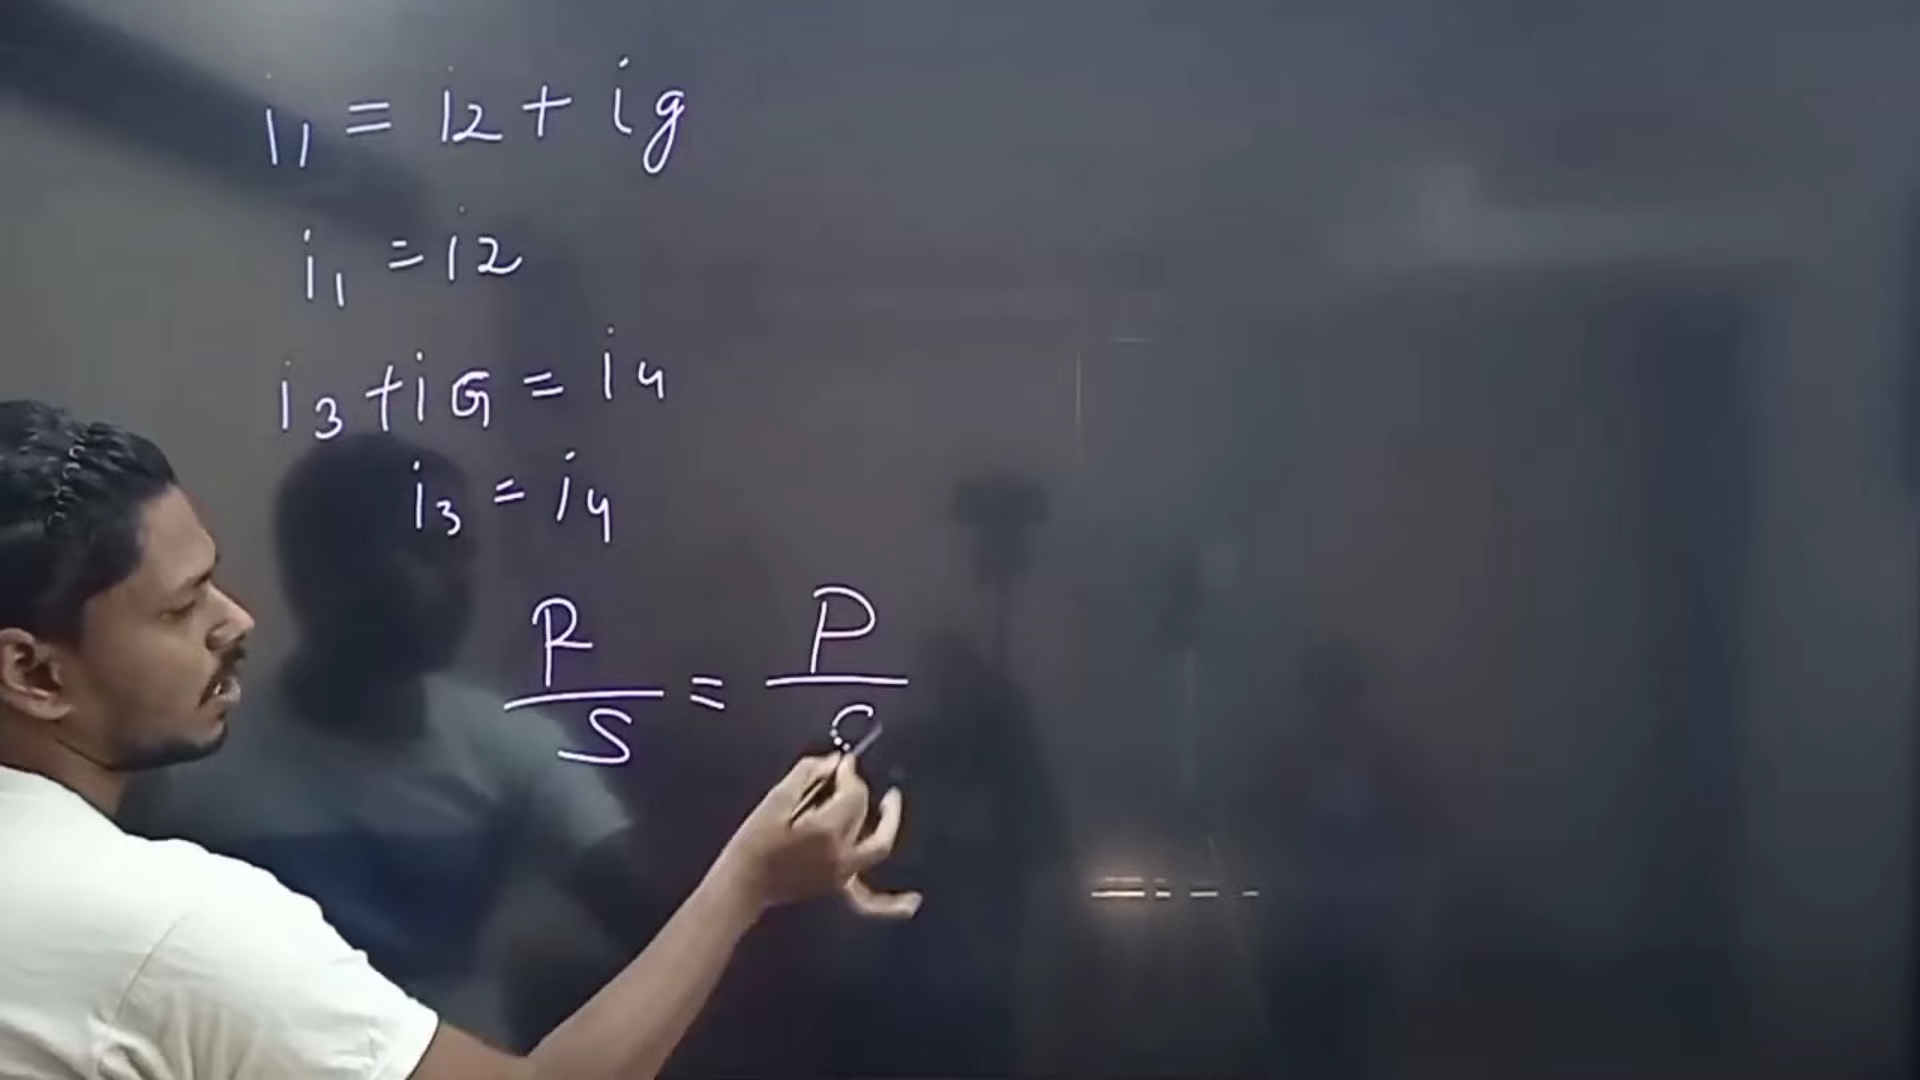 i1 = i2 + ig
i1 = i2
i3 + iG = i4
i3 = i4
R/S = P/